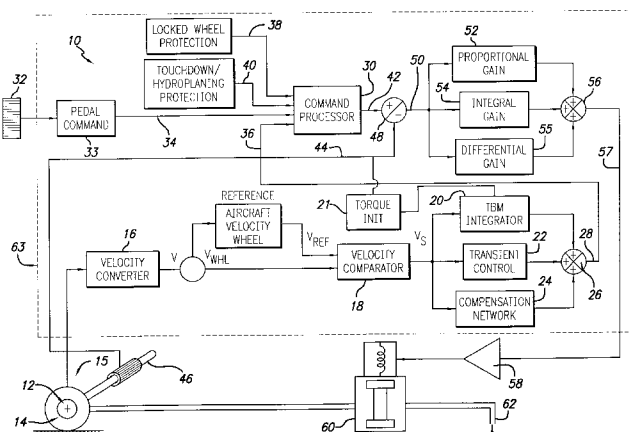 10
LOCKED WHEEL
PROTECTION
38
TOUCHDOWN/
HYDROPLANING
PROTECTION
40
32
PEDAL
COMMAND
33
34
36
30
COMMAND
PROCESSOR
42
+
−
48
50
44
52
PROPORTIONAL
GAIN
54
INTEGRAL
GAIN
DIFFERENTIAL
GAIN
55
56
57
REFERENCE
AIRCRAFT
VELOCITY
WHEEL
21
TORQUE
INIT
20
TBM
INTEGRATOR
22
TRANSIENT
CONTROL
24
COMPENSATION
NETWORK
28
26
63
16
VELOCITY
CONVERTER
V
VWHL
VREF
VELOCITY
COMPARATOR
18
VS
15
12
14
46
58
60
62